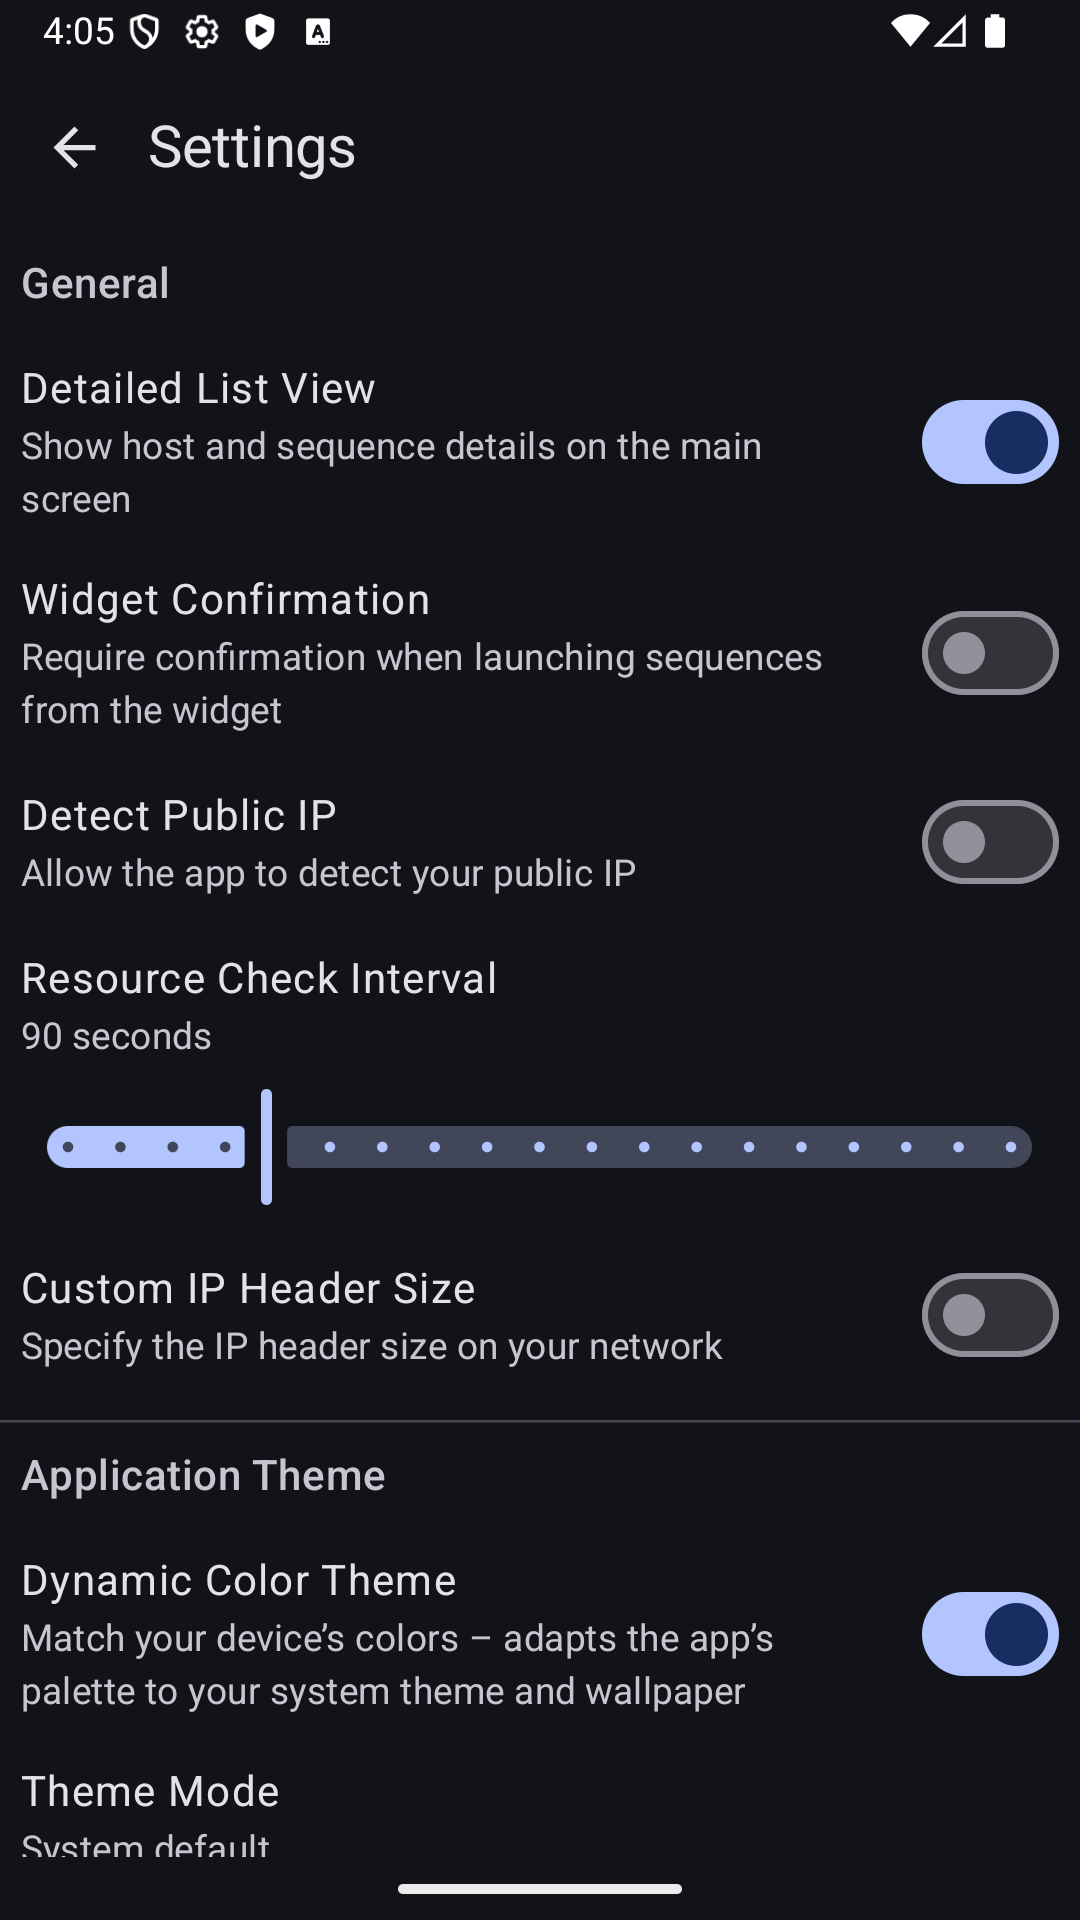 4:05
Settings
General
Detailed List View
Show host and sequence details on the main
screen
Widget Confirmation
Require confirmation when launching sequences
from the widget
Detect Public IP
Allow the app to detect your public IP
Resource Check Interval
90 seconds
Custom IP Header Size
Specify the IP header size on your network
Application Theme
Dynamic Color Theme
Match your device’s colors – adapts the app’s
palette to your system theme and wallpaper
Theme Mode
System default